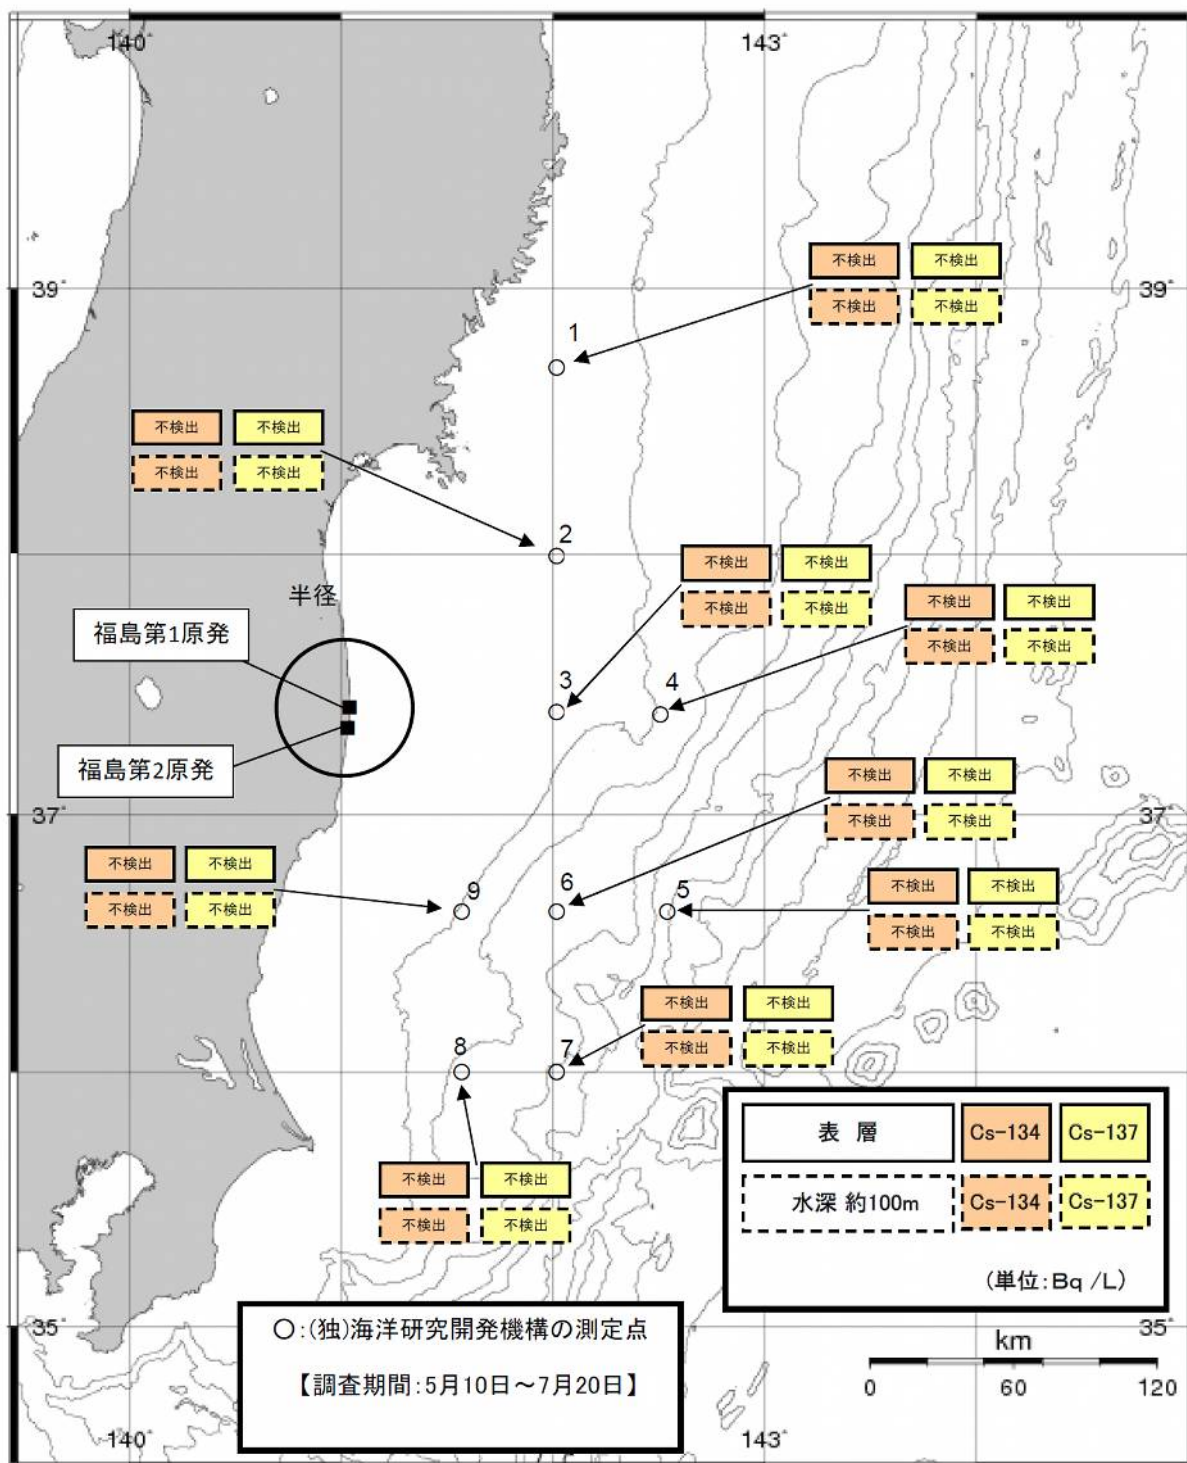 140°
143°
不検出 不検出
39°
39°
不検出 不検出
1
不検出 不検出
不検出 不検出
2
不検出 不検出
半径
不検出 不検出
不検出 不検出
福島第1原発
不検出 不検出
3
4
福島第2原発
不検出 不検出
37°
37°
不検出 不検出
不検出 不検出
不検出 不検出
9
6
5
不検出 不検出
不検出 不検出
不検出 不検出
8
7
不検出 不検出
表 層 Cs-134 Cs-137
不検出 不検出
水深 約100m Cs-134 Cs-137
不検出 不検出
(単位:Bq /L)
○:(独)海洋研究開発機構の測定点
35°
35°
km
【調査期間:5月10日～7月20日】
0 60 120
140°
143°